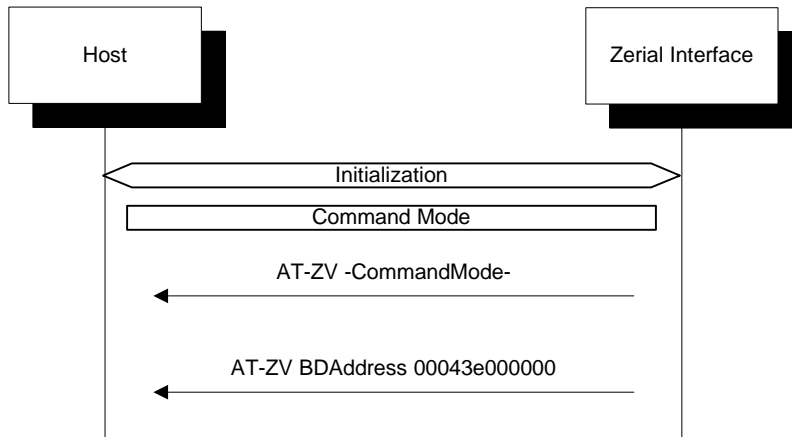 Host
Zerial Interface
Initialization
Command Mode
AT-ZV -CommandMode-
AT-ZV BDAddress 00043e000000